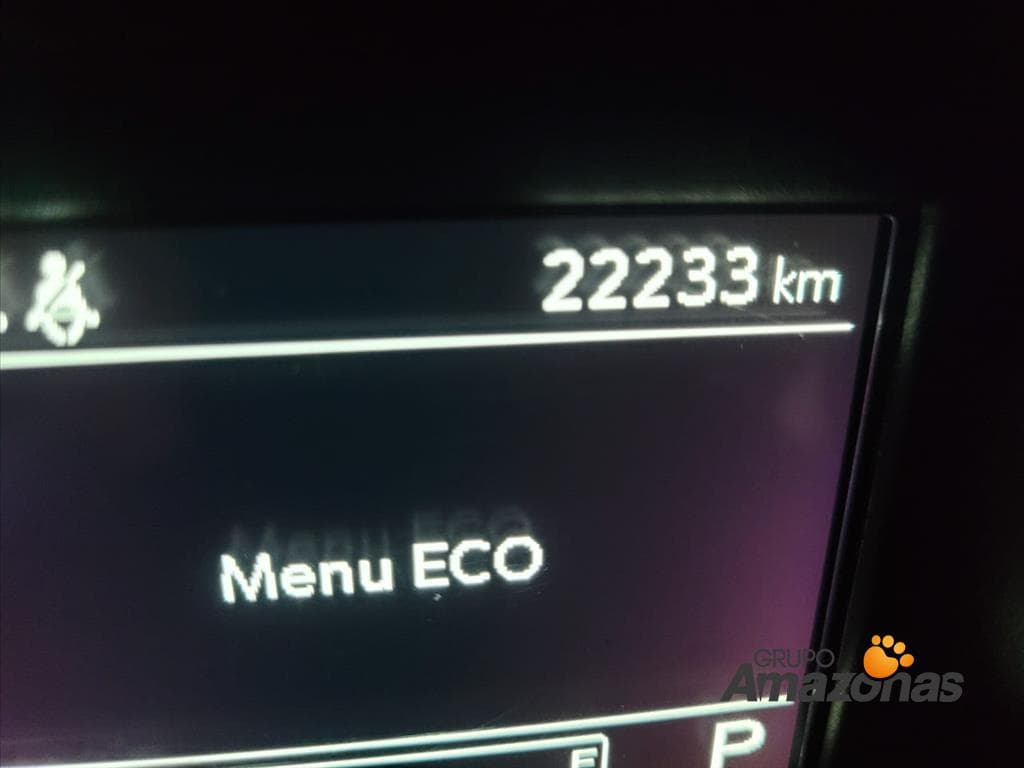 22233 km
Menu ECO
P
GRUPO
Amazonas